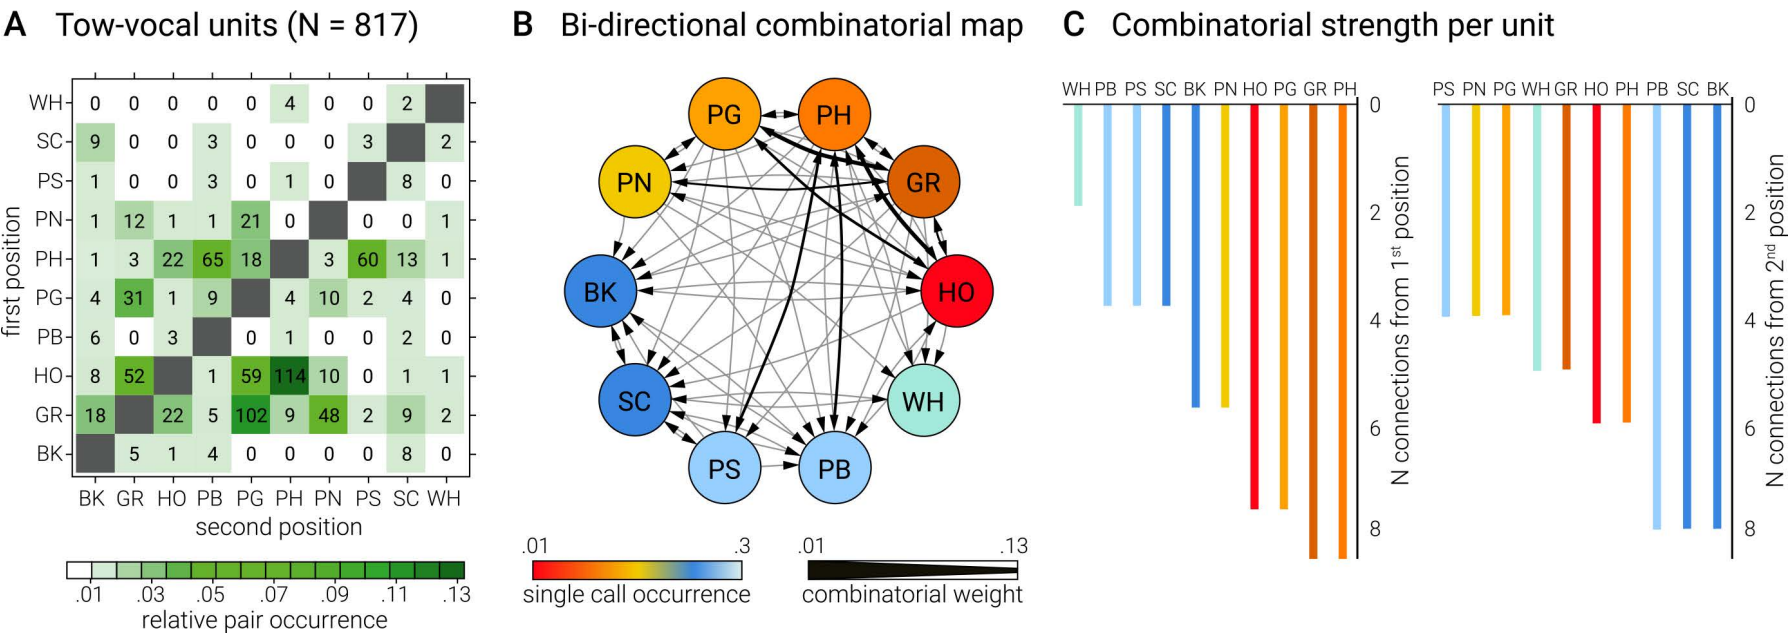 A Tow-vocal units (N = 817)
WH 0 0 0 0 0 4 0 0 2
SC 9 0 0 3 0 0 0 3 2
PS 1 0 0 3 0 1 0 8 0
PN 1 12 1 1 21 0 0 0 1
PH 1 3 22 65 18 3 60 13 1
PG 4 31 1 9 4 10 2 4 0
PB 6 0 3 0 1 0 0 2 0
HO 8 52 1 59 114 10 0 1 1
GR 18 22 5 102 9 48 2 9 2
BK 5 1 4 0 0 0 0 8 0
BK GR HO PB PG PH PN PS SC WH
first position
second position
.01 .03 .05 .07 .09 .11 .13
relative pair occurrence
B Bi-directional combinatorial map
PG PH
PN GR
BK HO
SC WH
PS PB
.01 .3
single call occurrence
.01 .13
combinatorial weight
C Combinatorial strength per unit
WH PB PS SC BK PN HO PG GR PH
0
2
4
6
8
N connections from 1st position
PS PN PG WH GR HO PH PB SC BK
0
2
4
6
8
N connections from 2nd position